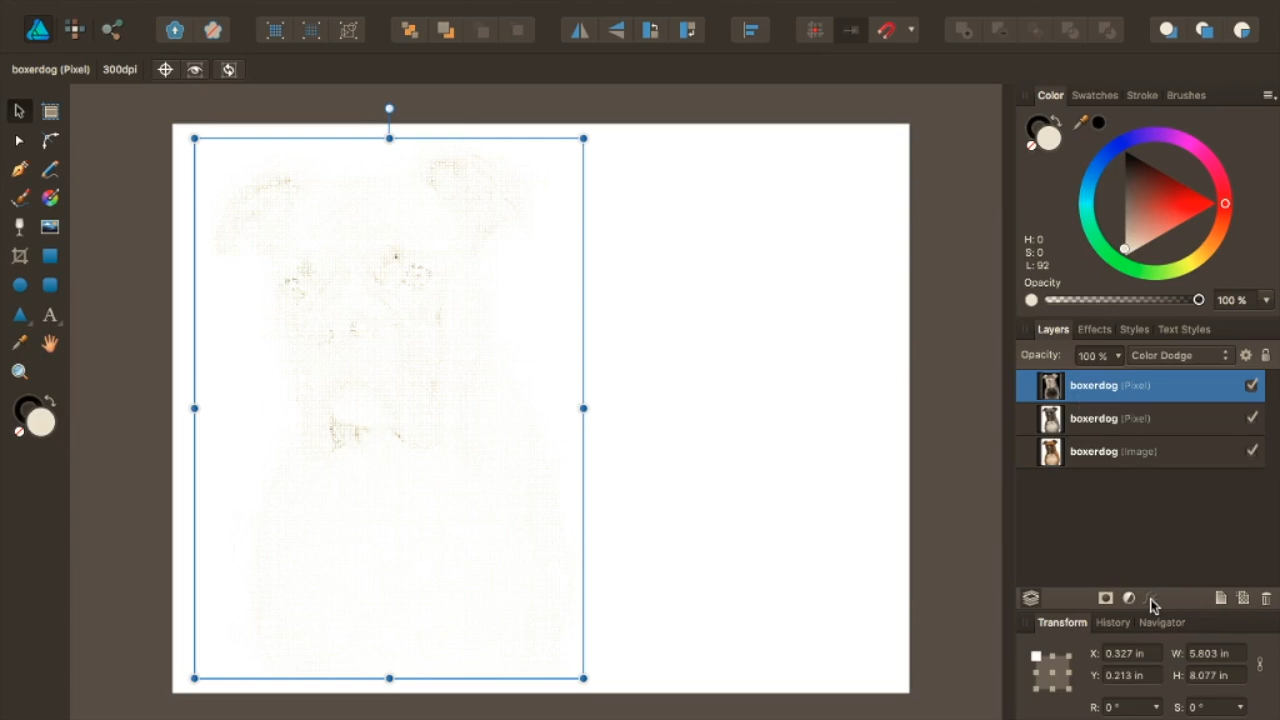 boxerdog (Pixel) 300dpi
Color Swatches Stroke Brushes
H: 0
S: 0
L: 92
Opacity
100 %
Layers Effects Styles Text Styles
Opacity: 100 % Color Dodge
boxerdog (Pixel)
boxerdog (Pixel)
boxerdog (Image)
Transform History Navigator
X: 0.327 in W: 5.803 in
Y: 0.213 in H: 8.077 in
R: 0 ° S: 0 °
A